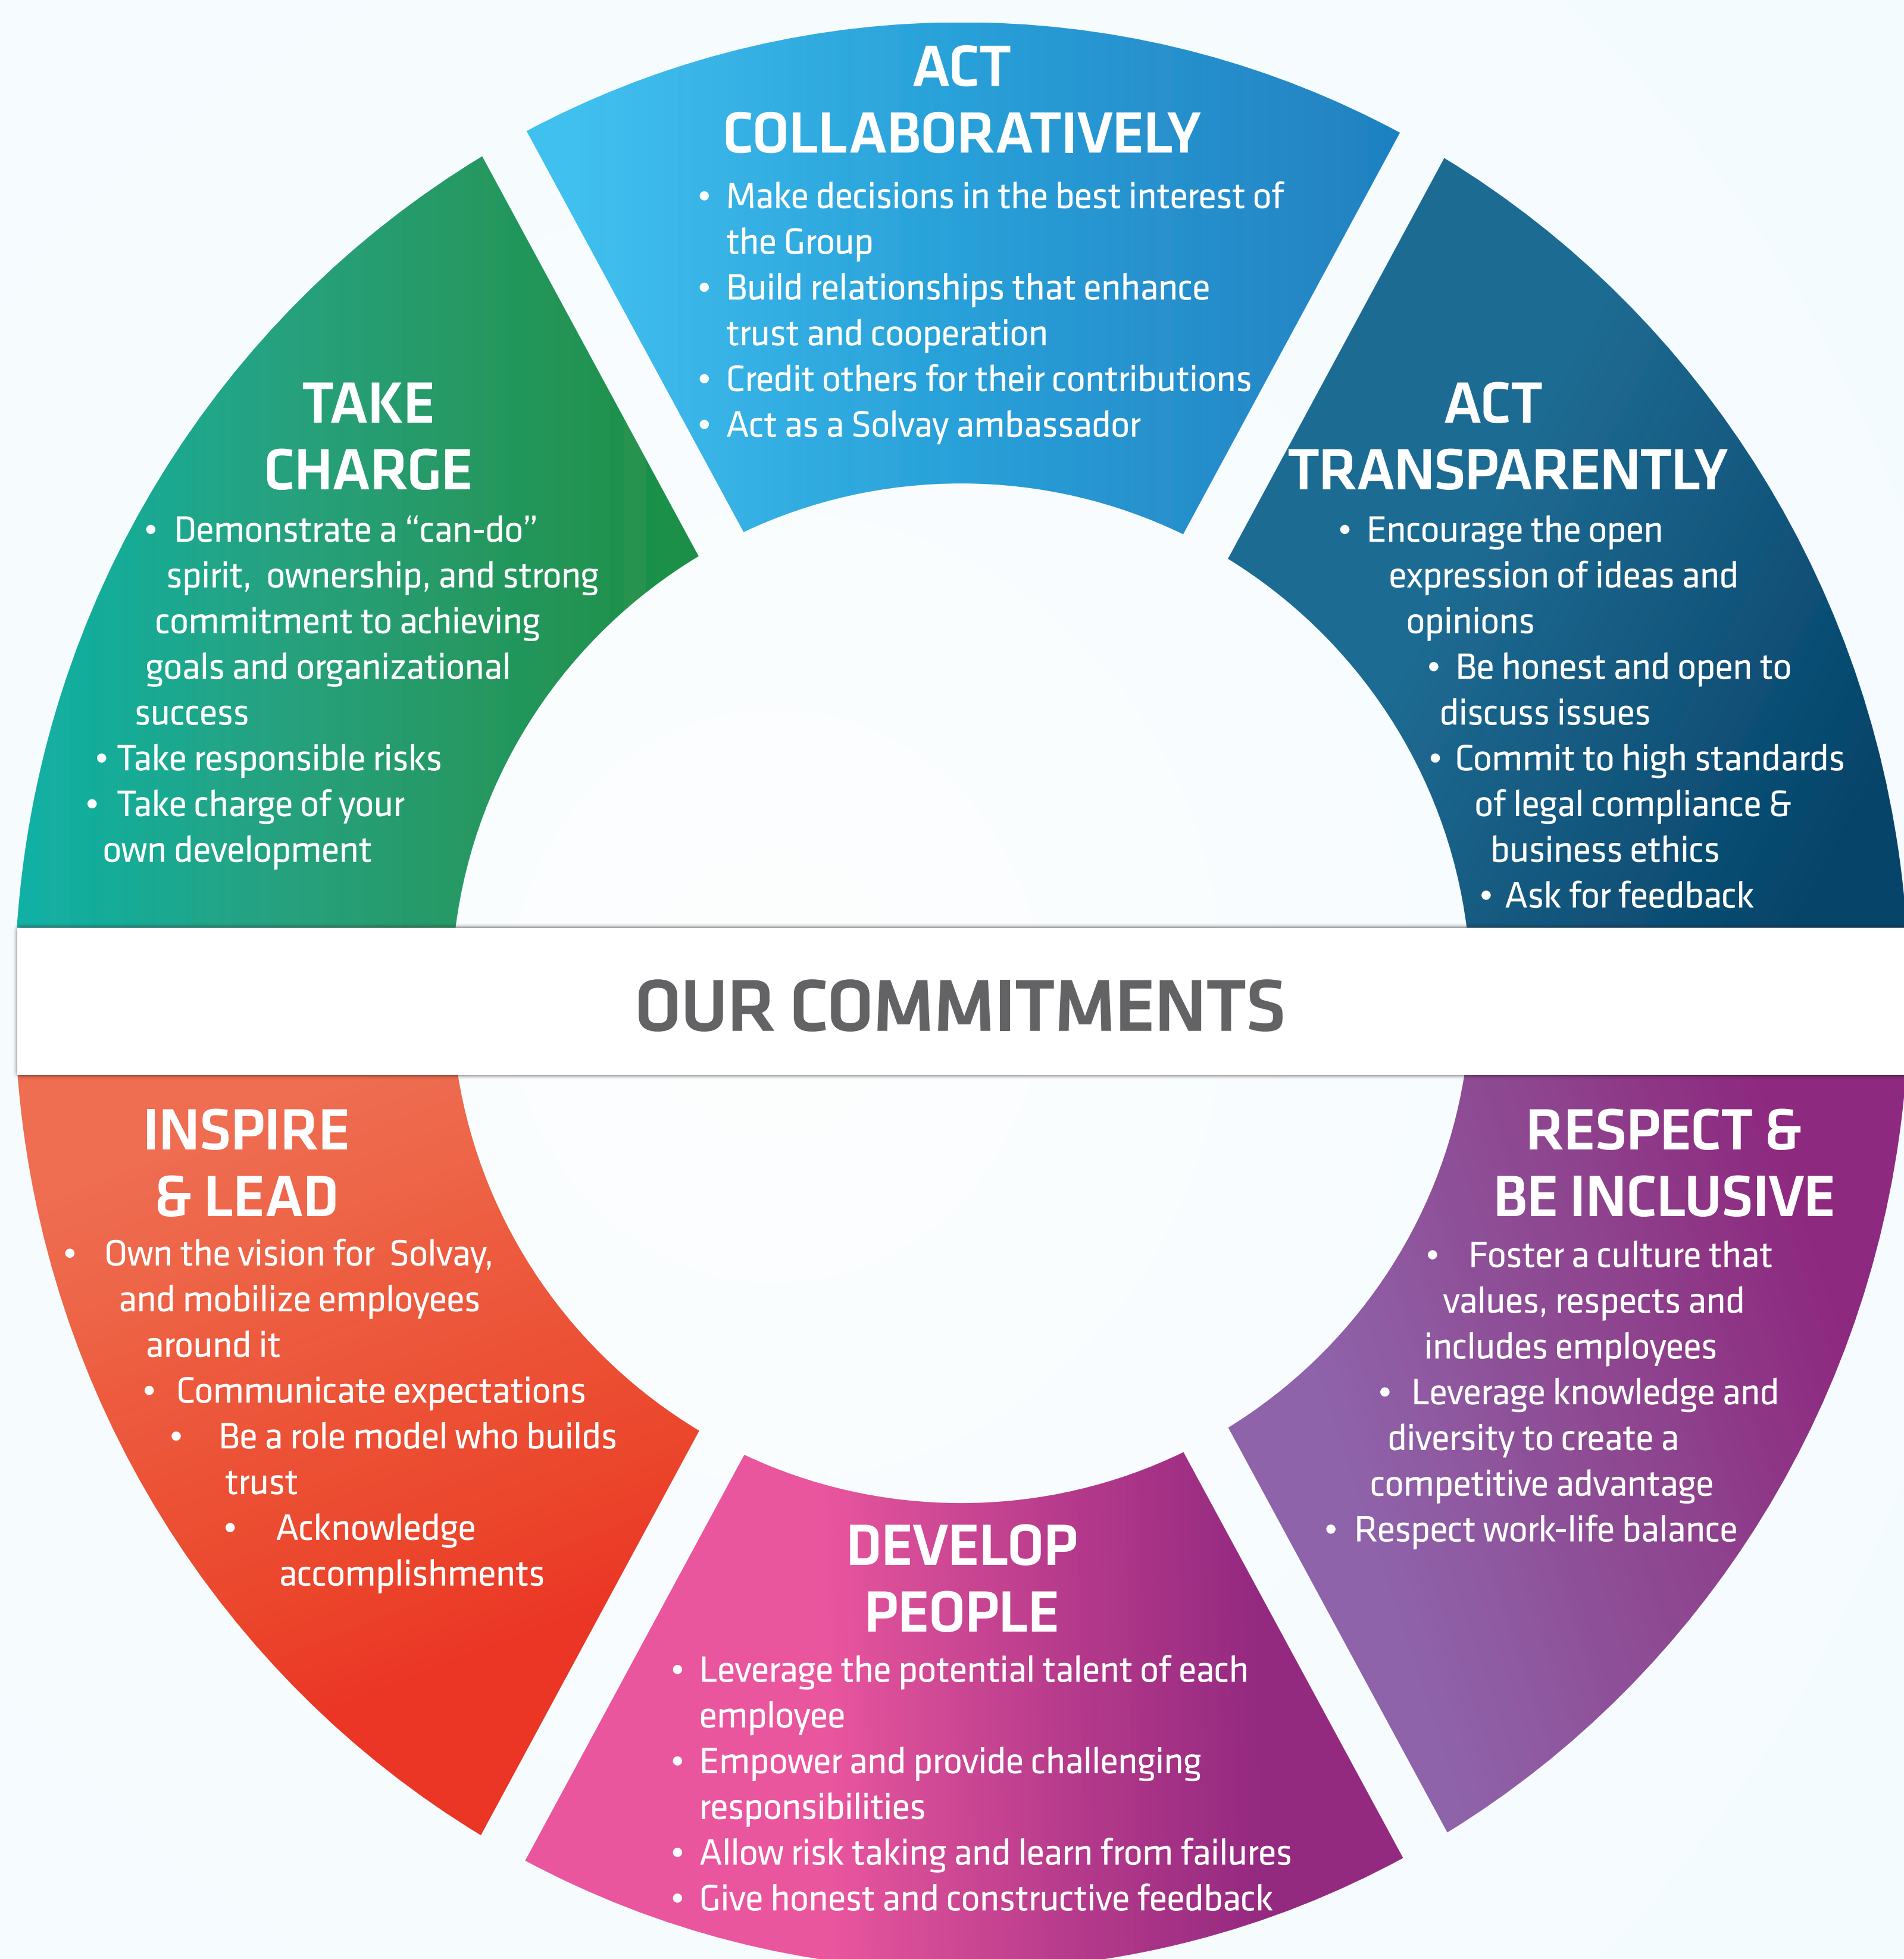 ACT
COLLABORATIVELY
• Make decisions in the best interest of
the Group
• Build relationships that enhance
trust and cooperation
• Credit others for their contributions
• Act as a Solvay ambassador
TAKE
CHARGE
• Demonstrate a “can-do”
spirit, ownership, and strong
commitment to achieving
goals and organizational
success
• Take responsible risks
• Take charge of your
own development
ACT
TRANSPARENTLY
• Encourage the open
expression of ideas and
opinions
• Be honest and open to
discuss issues
• Commit to high standards
of legal compliance &
business ethics
• Ask for feedback
OUR COMMITMENTS
INSPIRE
& LEAD
• Own the vision for Solvay,
and mobilize employees
around it
• Communicate expectations
• Be a role model who builds
trust
• Acknowledge
accomplishments
RESPECT &
BE INCLUSIVE
• Foster a culture that
values, respects and
includes employees
• Leverage knowledge and
diversity to create a
competitive advantage
• Respect work-life balance
DEVELOP
PEOPLE
• Leverage the potential talent of each
employee
• Empower and provide challenging
responsibilities
• Allow risk taking and learn from failures
• Give honest and constructive feedback